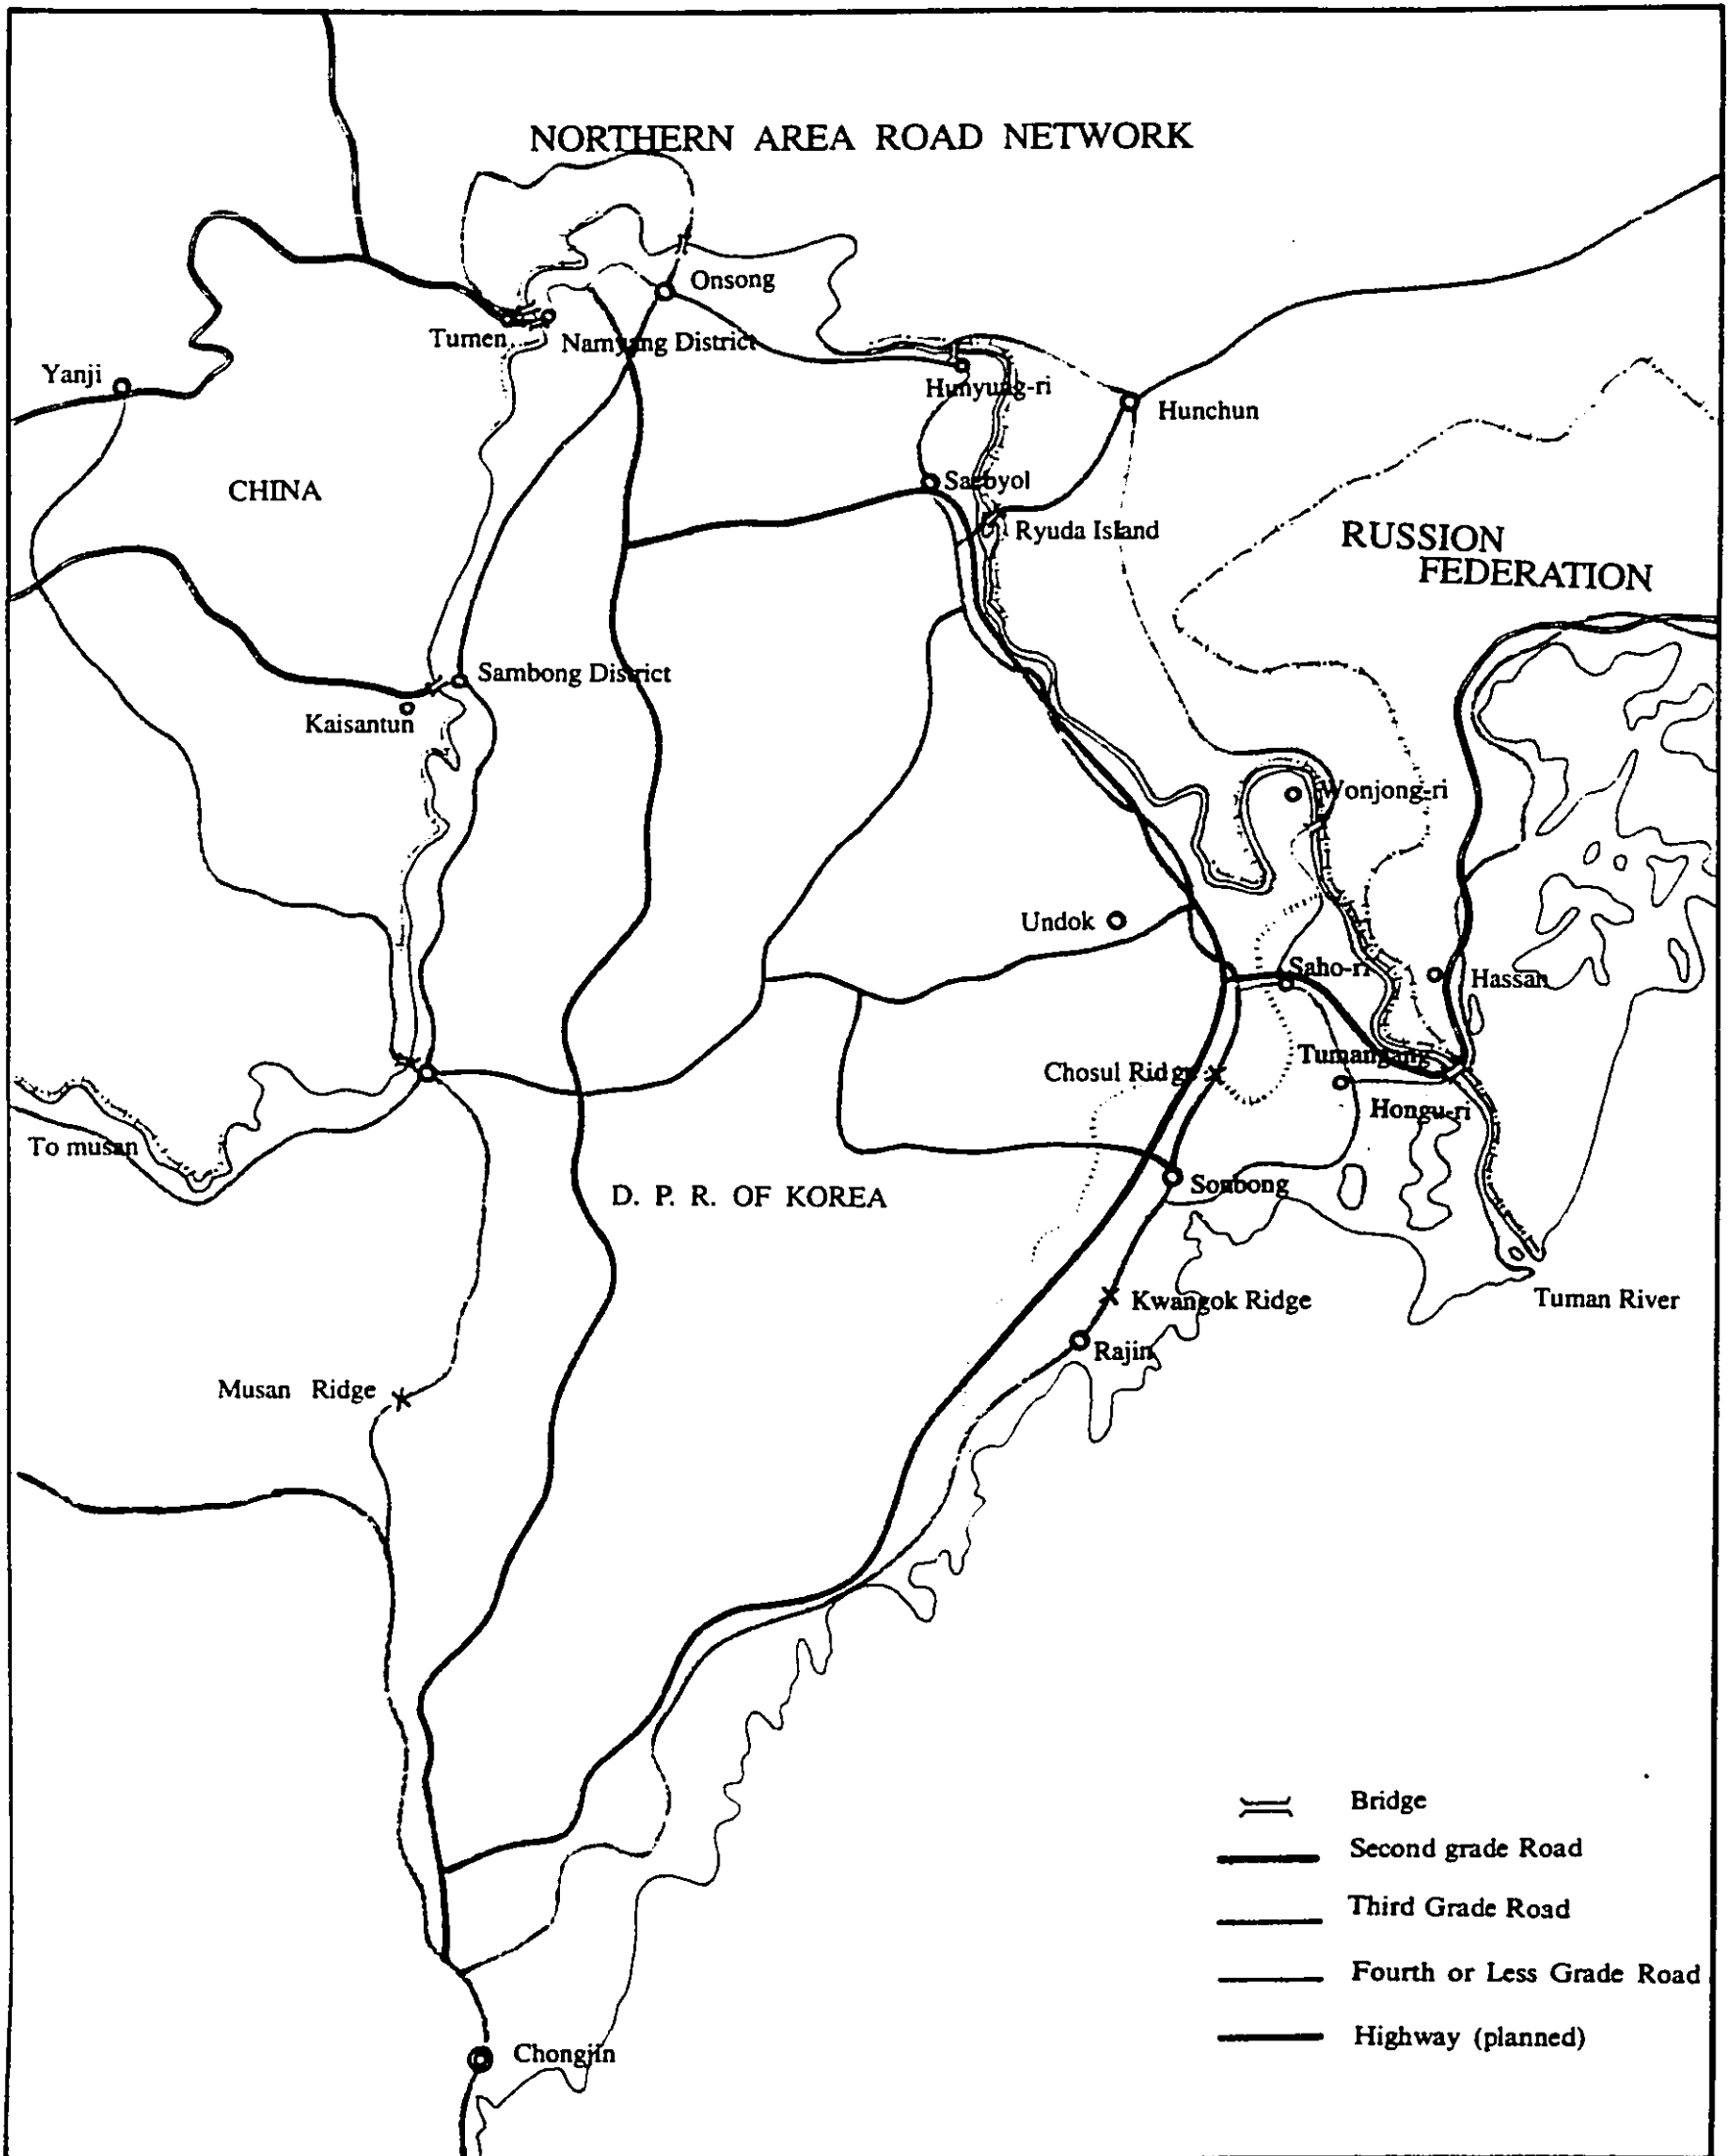 NORTHERN AREA ROAD NETWORK
Onsong
Tumen
Namyang District
Yanji
Hunyung-ri
Hunchun
CHINA
Saebyol
Ryuda Island
RUSSION
FEDERATION
Sambong District
Kaisantun
Wonjong-ri
Undok
Saho-ri
Hassan
Tumangang
Chosul Ridge
Hongu-ri
To musan
Sonbong
D. P. R. OF KOREA
Tuman River
Kwangok Ridge
Rajin
Musan Ridge
Bridge
Second grade Road
Third Grade Road
Fourth or Less Grade Road
Highway (planned)
Chongjin